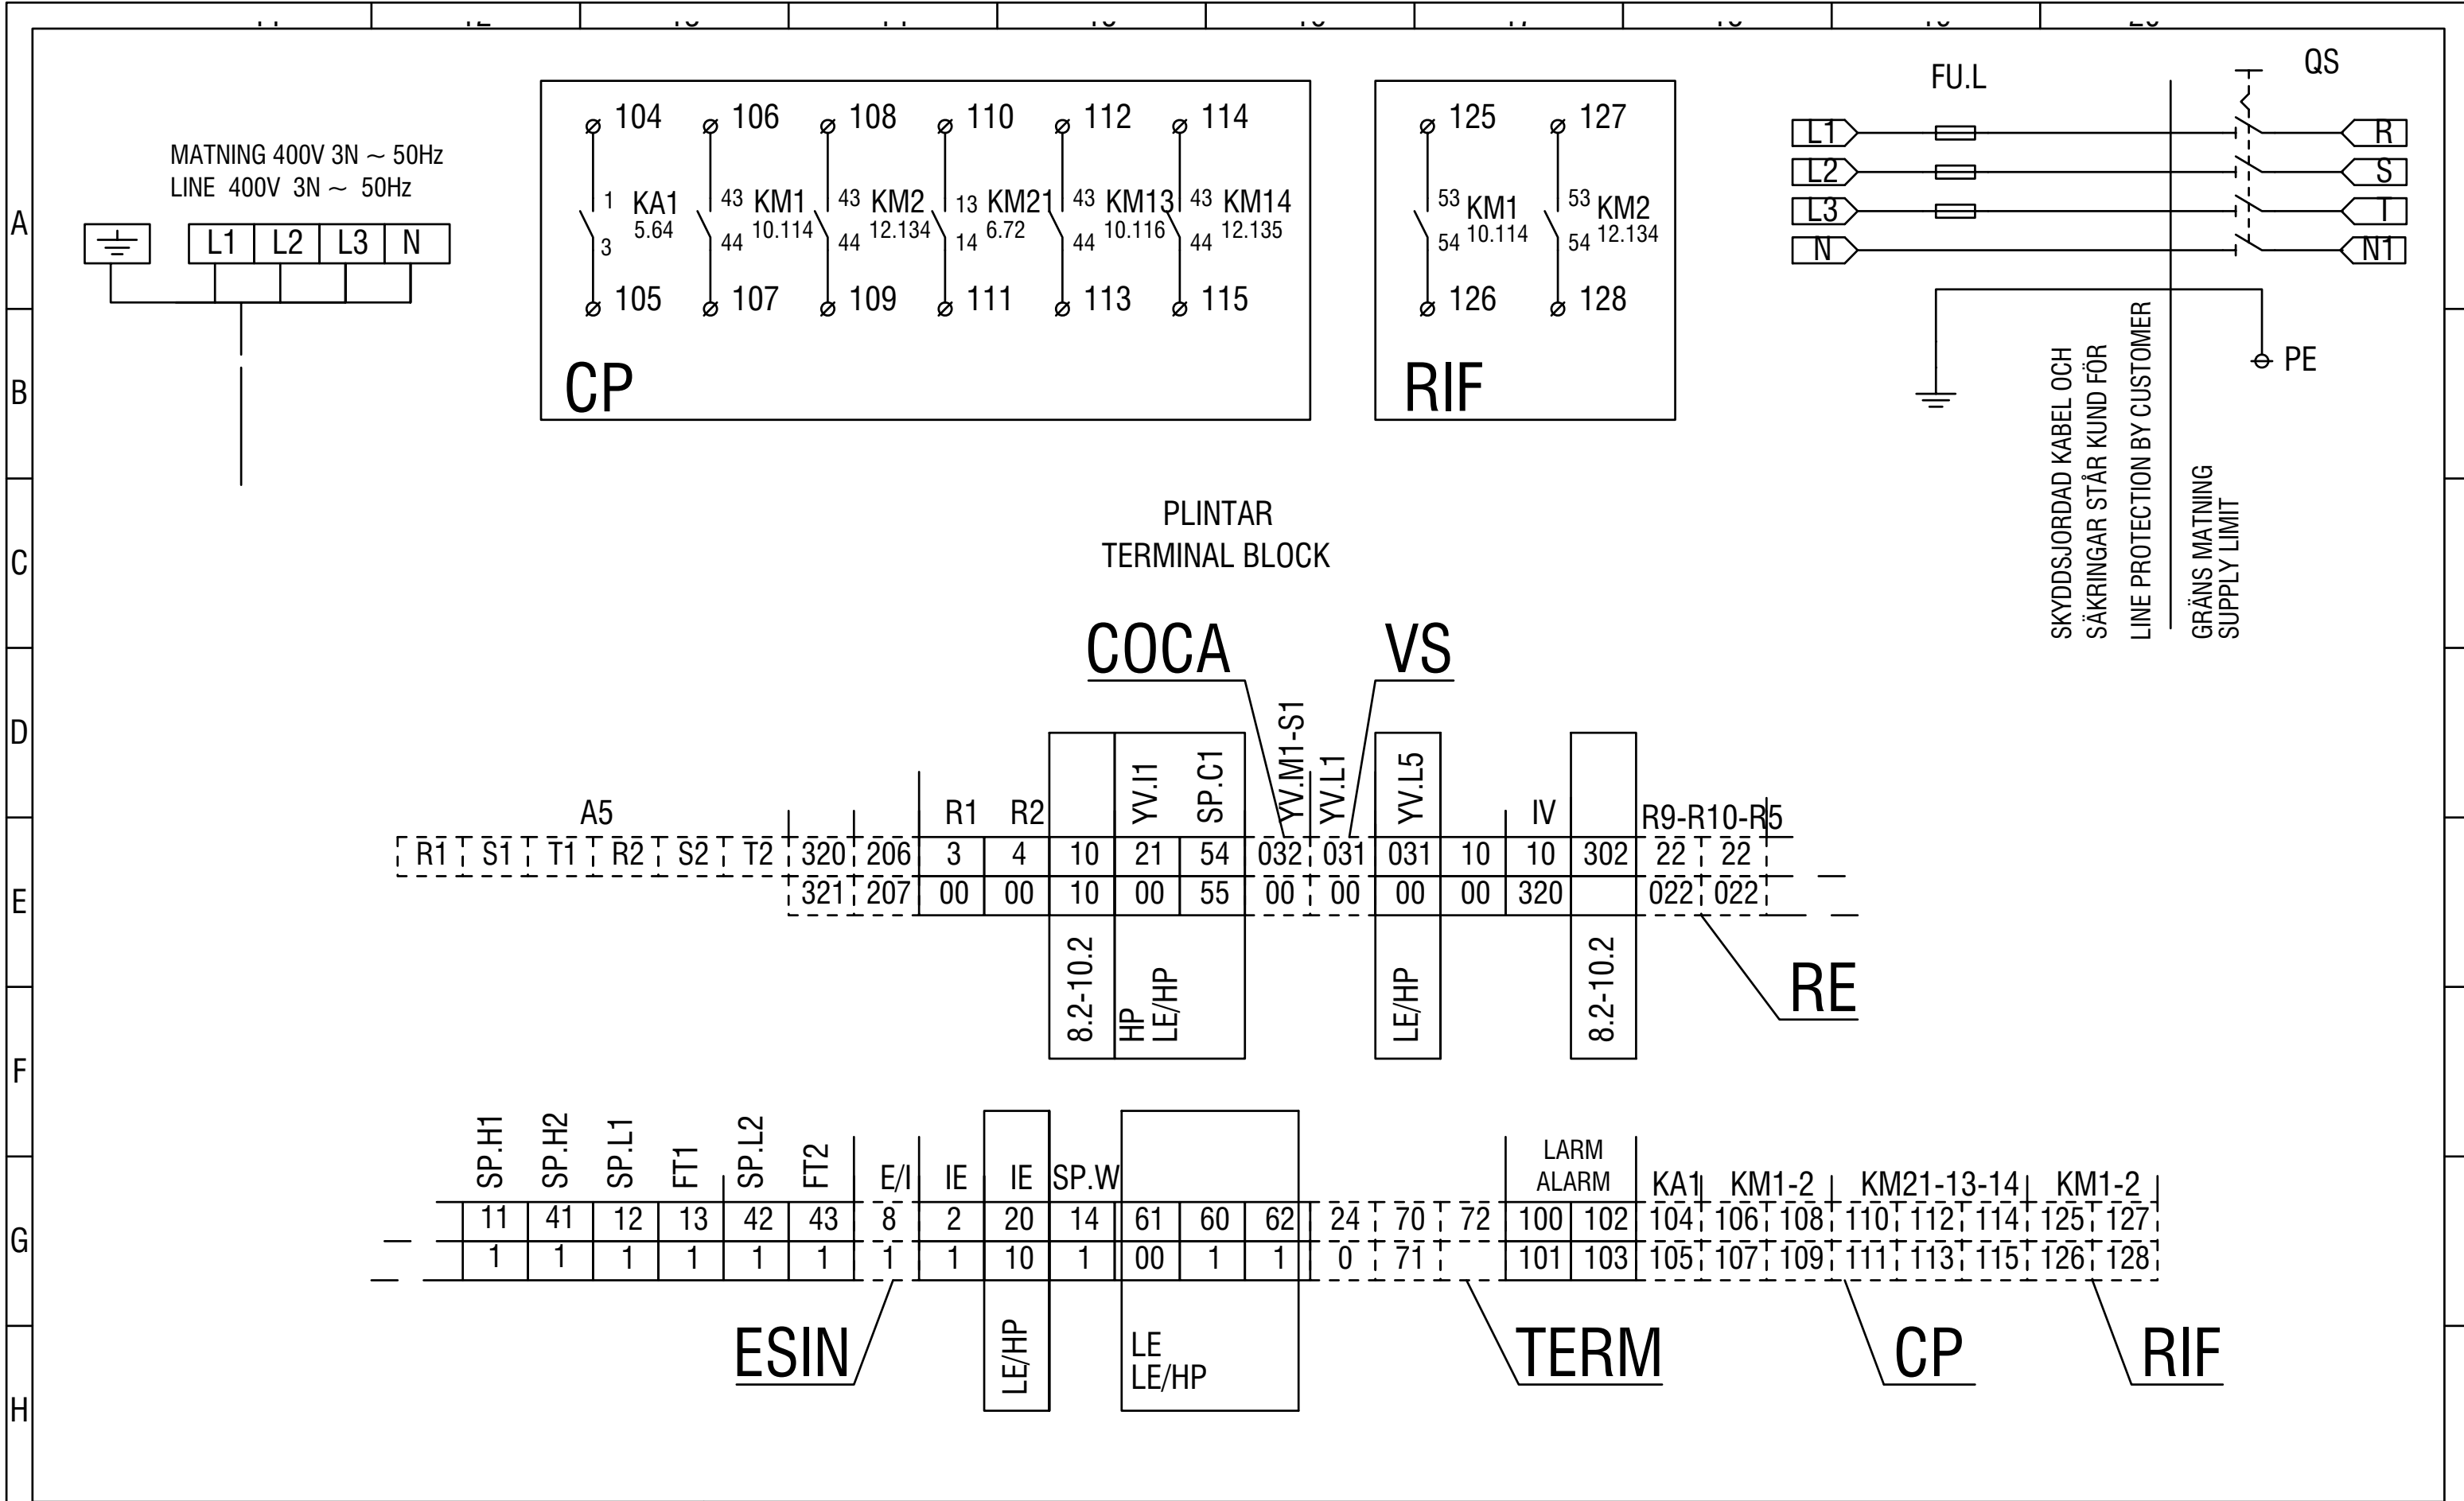 FU.L QS
MATNING 400V 3N ~ 50Hz
LINE 400V 3N ~ 50Hz
L1 L2 L3 N
104 106 108 110 112 114
1 KA1 43 KM1 43 KM2 13 KM21 43 KM13 43 KM14
5.64 10.114 12.134 6.72 10.116 12.135
3 44 44 14 44 44
105 107 109 111 113 115
CP
125 127
53 KM1 53 KM2
54 10.114 54 12.134
126 128
RIF
L1 R
L2 S
L3 T
N N1
PE
SKYDDSJORDAD KABEL OCH
SÄKRINGAR STÅR KUND FÖR
LINE PROTECTION BY CUSTOMER
GRÄNS MATNING
SUPPLY LIMIT
A
B
C
D
E
F
G
H
PLINTAR
TERMINAL BLOCK
COCA VS
A5 R1 R2 YV.I1 SP.C1 YV.M1-S1 YV.L1 YV.L5 IV R9-R10-R5
R1 S1 T1 R2 S2 T2 320 206 3 4 10 21 54 032 031 031 10 10 302 22 22
321 207 00 00 10 00 55 00 00 00 00 320 022 022
8.2-10.2 HP LE/HP LE/HP 8.2-10.2
RE
SP.H1 SP.H2 SP.L1 FT1 SP.L2 FT2 E/I IE IE SP.W
LARM
ALARM KA1 KM1-2 KM21-13-14 KM1-2
11 41 12 13 42 43 8 2 20 14 61 60 62 24 70 72 100 102 104 106 108 110 112 114 125 127
1 1 1 1 1 1 1 1 10 1 00 1 1 0 71 101 103 105 107 109 111 113 115 126 128
ESIN LE/HP
LE
LE/HP
TERM CP RIF